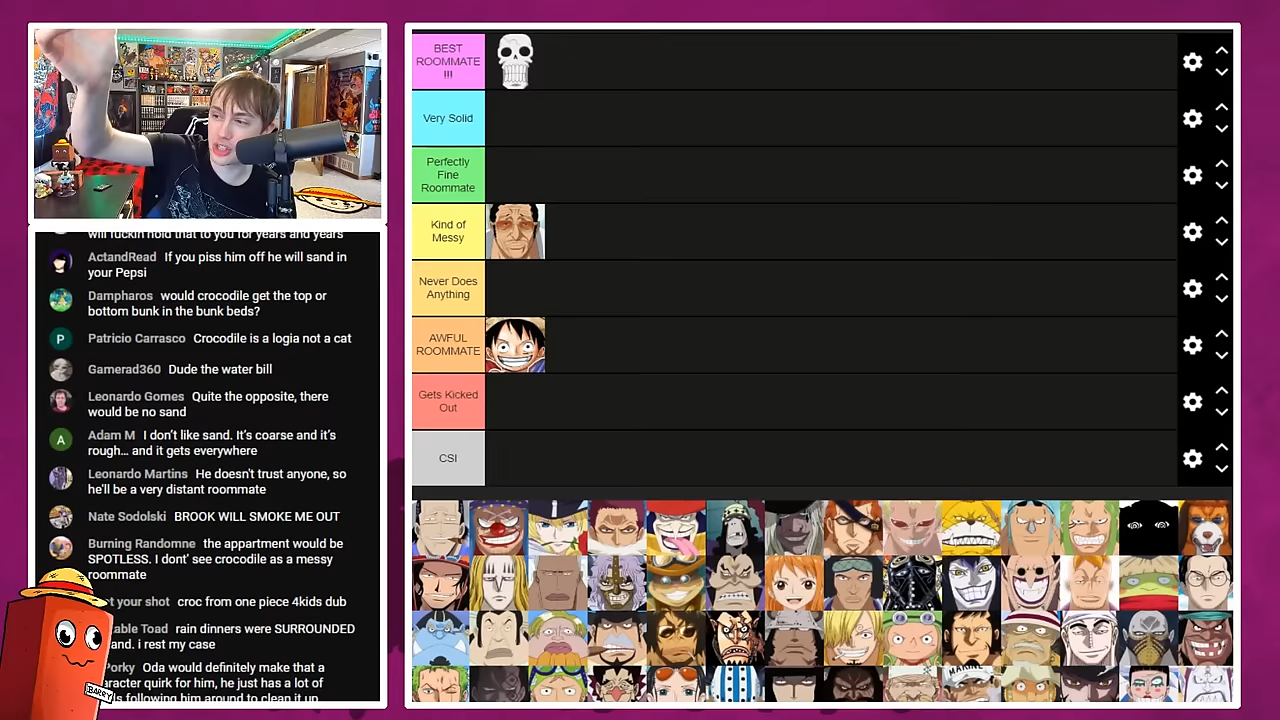 BEST
ROOMMATE
!!!
Very Solid
Perfectly
Fine
Roommate
Kind of
Messy
Never Does
Anything
AWFUL
ROOMMATE
Gets Kicked
Out
CSI
will fuckin hold that to you for years and years
ActandRead If you piss him off he will sand in
your Pepsi
Dampharos would crocodile get the top or
bottom bunk in the bunk beds?
P
Patricio Carrasco Crocodile is a logia not a cat
Gamerad360 Dude the water bill
Leonardo Gomes Quite the opposite, there
would be no sand
A
Adam M I don't like sand. It's coarse and it's
rough... and it gets everywhere
Leonardo Martins He doesn't trust anyone, so
he'll be a very distant roommate
Nate Sodolski BROOK WILL SMOKE ME OUT
Burning Randomne the appartment would be
SPOTLESS. I dont' see crocodile as a messy
roommate
your shot croc from one piece 4kids dub
Toad rain dinners were SURROUNDED
i rest my case
Porky Oda would definitely make that a
quirk for him, he just has a lot of
following him around to clean it up